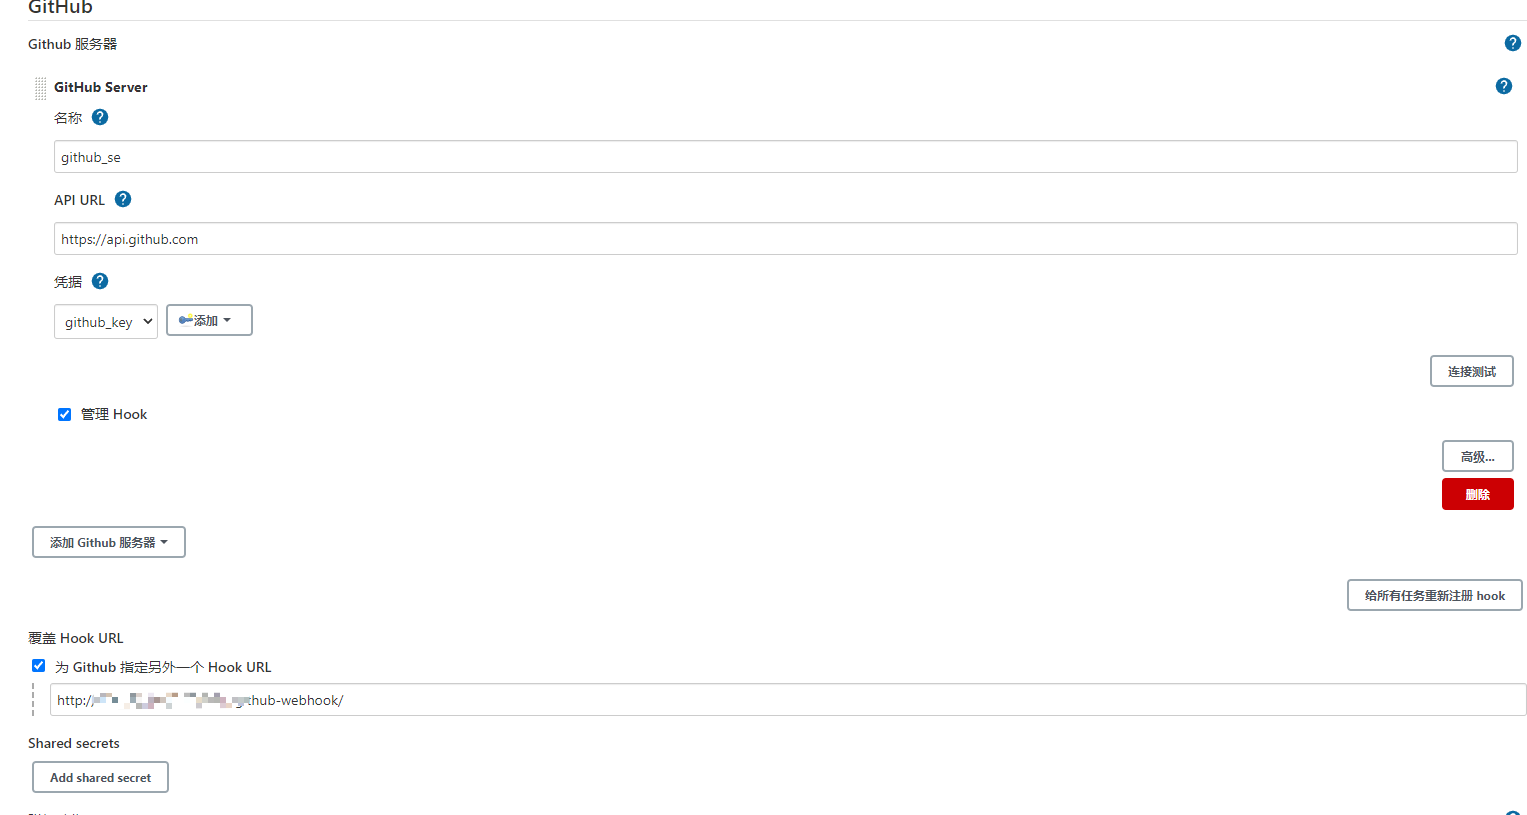 GitHub
Github 服务器
GitHub Server
名称
github_se
API URL
https://api.github.com
凭据
github_key
添加
连接测试
管理 Hook
高级...
删除
添加 Github 服务器
给所有任务重新注册 hook
覆盖 Hook URL
为 Github 指定另外一个 Hook URL
http:/ thub-webhook/
Shared secrets
Add shared secret